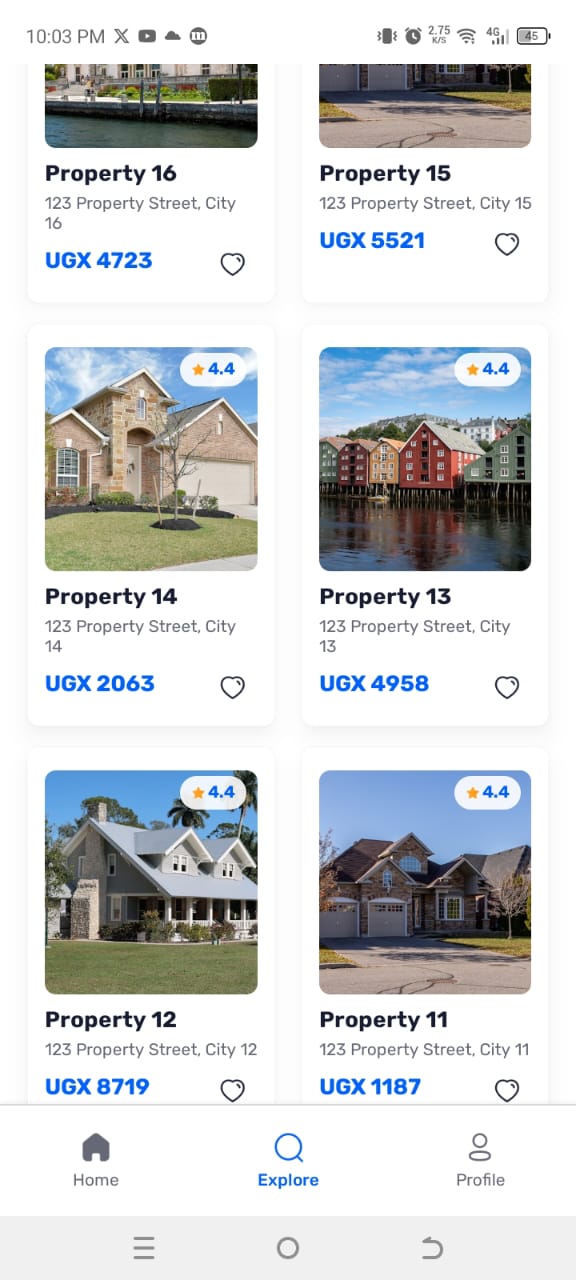 10:03 PM
2.75
K/S
4G
45
Property 16
123 Property Street, City
16
UGX 4723
Property 15
123 Property Street, City 15
UGX 5521
4.4
Property 14
123 Property Street, City
14
UGX 2063
4.4
Property 13
123 Property Street, City
13
UGX 4958
4.4
Property 12
123 Property Street, City 12
UGX 8719
4.4
Property 11
123 Property Street, City 11
UGX 1187
Home
Explore
Profile